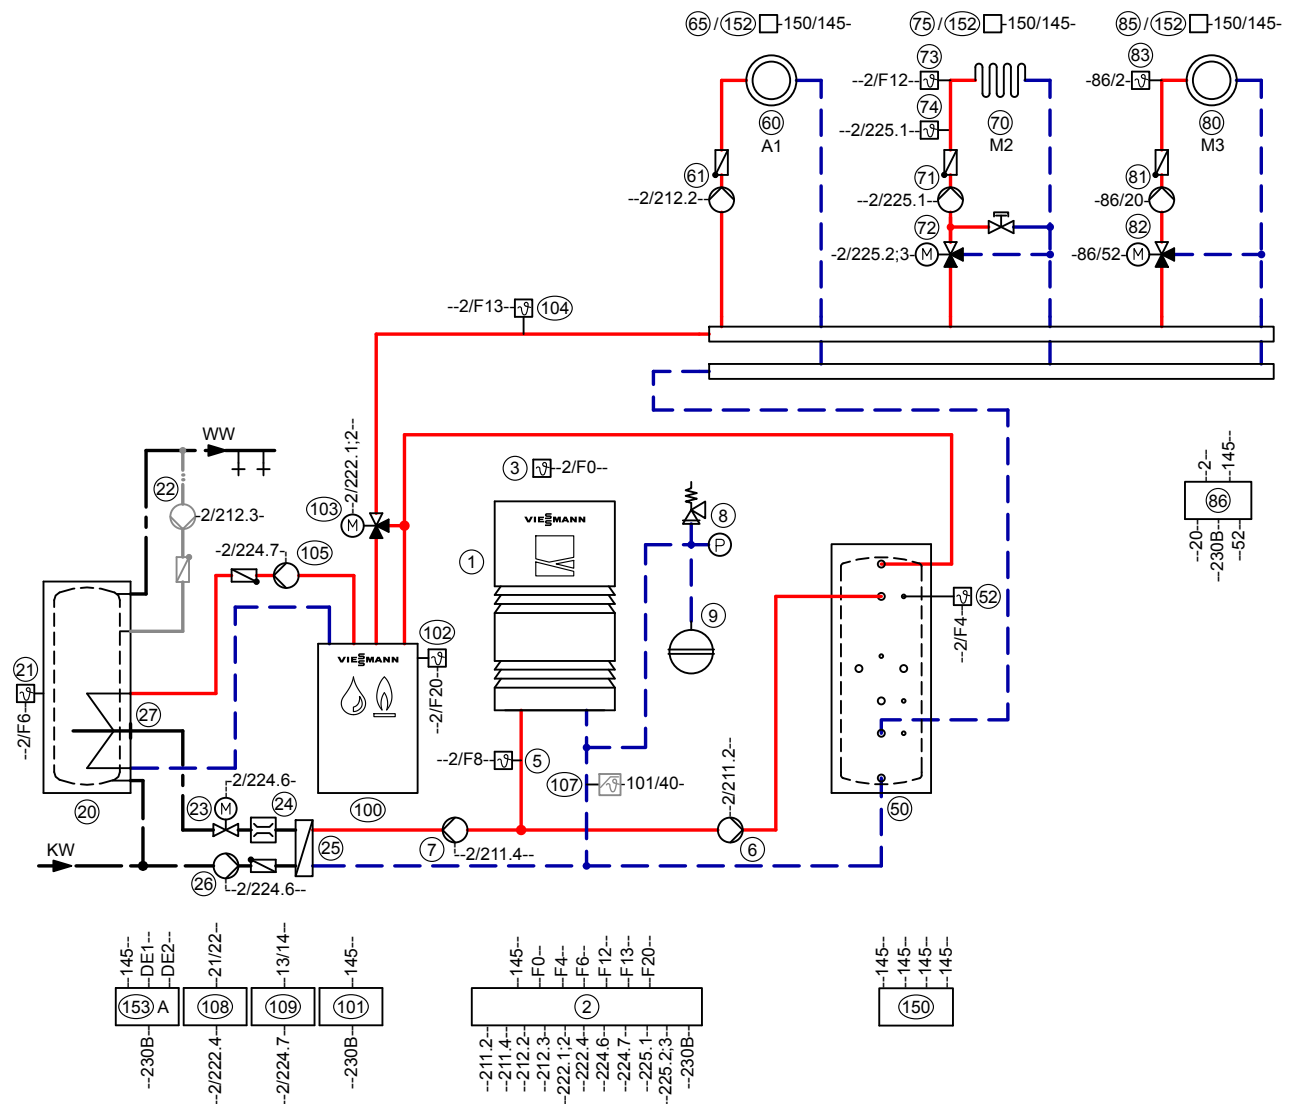 65 / 152 -150/145-
75 / 152 -150/145-
85 / 152 -150/145-
73
83
--2/F12--
-86/2-
74
--2/225.1--
60
A1
70
M2
80
M3
61
--2/212.2--
71
--2/225.1--
81
-86/20-
72
-2/225.2;3-
M
82
-86/52-
M
--2/F13--
104
WW
--2/222.1;2--
3
--2/F0--
--2--
--145--
86
--20--
--230B--
--52--
22
-2/212.3-
103
M
8
P
VIESMANN
1
-2/224.7-
105
52
--2/F4--
9
102
VIESMANN
--2/F20--
21
--2/F6--
27
--2/F8--
5
107
-101/40-
--2/211.2--
-2/224.6-
20
23
M
24
100
50
25
7
--2/211.4--
6
KW
26
--2/224.6--
--145--
--DE1--
--DE2--
153 A
--230B--
--21/22--
108
--2/222.4
--13/14--
109
--2/224.7
--145--
101
--230B--
--145--
--F0--
--F4--
--F6--
--F12--
--F13--
--F20--
2
--211.2--
--211.4--
--212.2--
--212.3--
--222.1;2--
--222.4--
--224.6--
--224.7--
--225.1--
--225.2;3--
--230B--
--145--
--145--
--145--
--145--
150